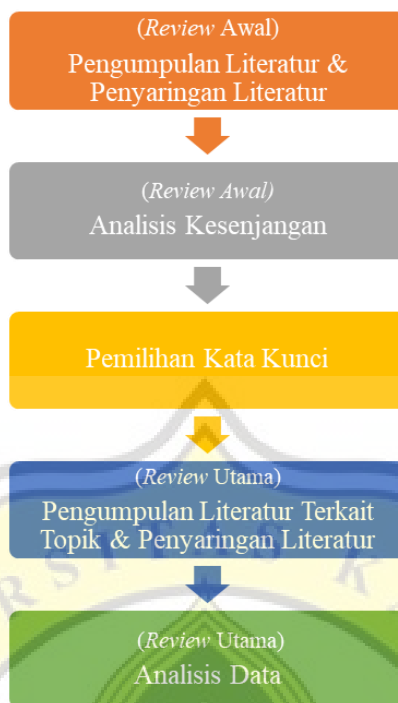 (Review Awal)
Pengumpulan Literatur &
Penyaringan Literatur
(Review Awal)
Analisis Kesenjangan
Pemilihan Kata Kunci
(Review Utama)
Pengumpulan Literatur Terkait
Topik & Penyaringan Literatur
(Review Utama)
Analisis Data